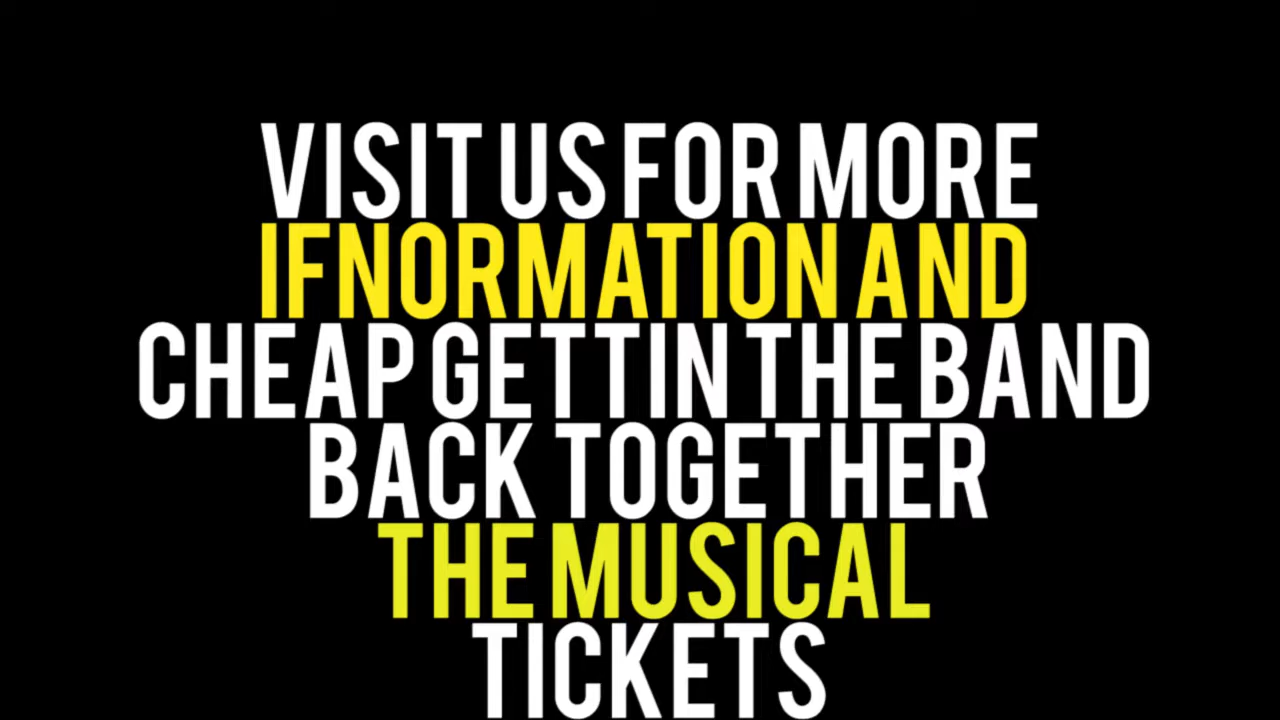 VISIT US FOR MORE
IFNORMATION AND
CHEAP GETTIN THE BAND
BACK TOGETHER
THE MUSICAL
TICKETS